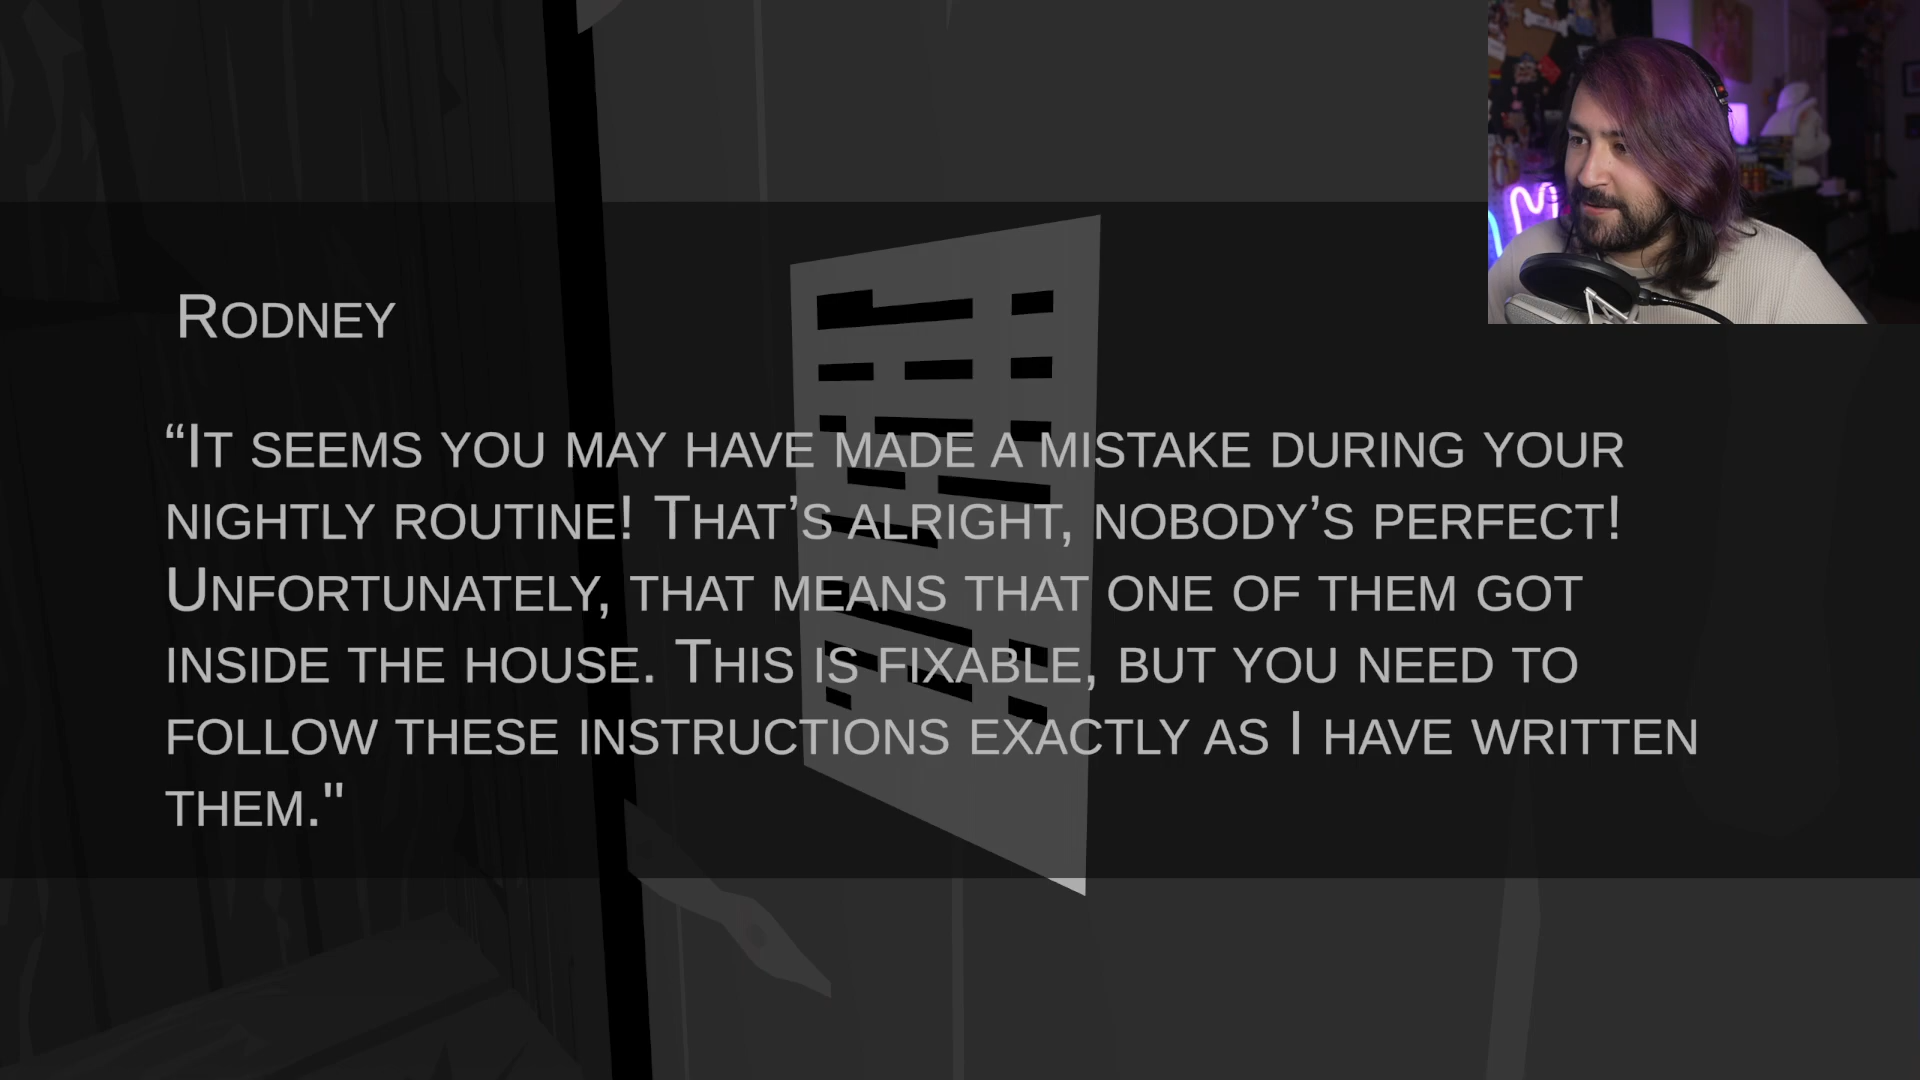 Rodney
“It seems you may have made a mistake during your
nightly routine! That’s alright, nobody’s perfect!
Unfortunately, that means that one of them got
inside the house. This is fixable, but you need to
follow these instructions exactly as I have written
them."